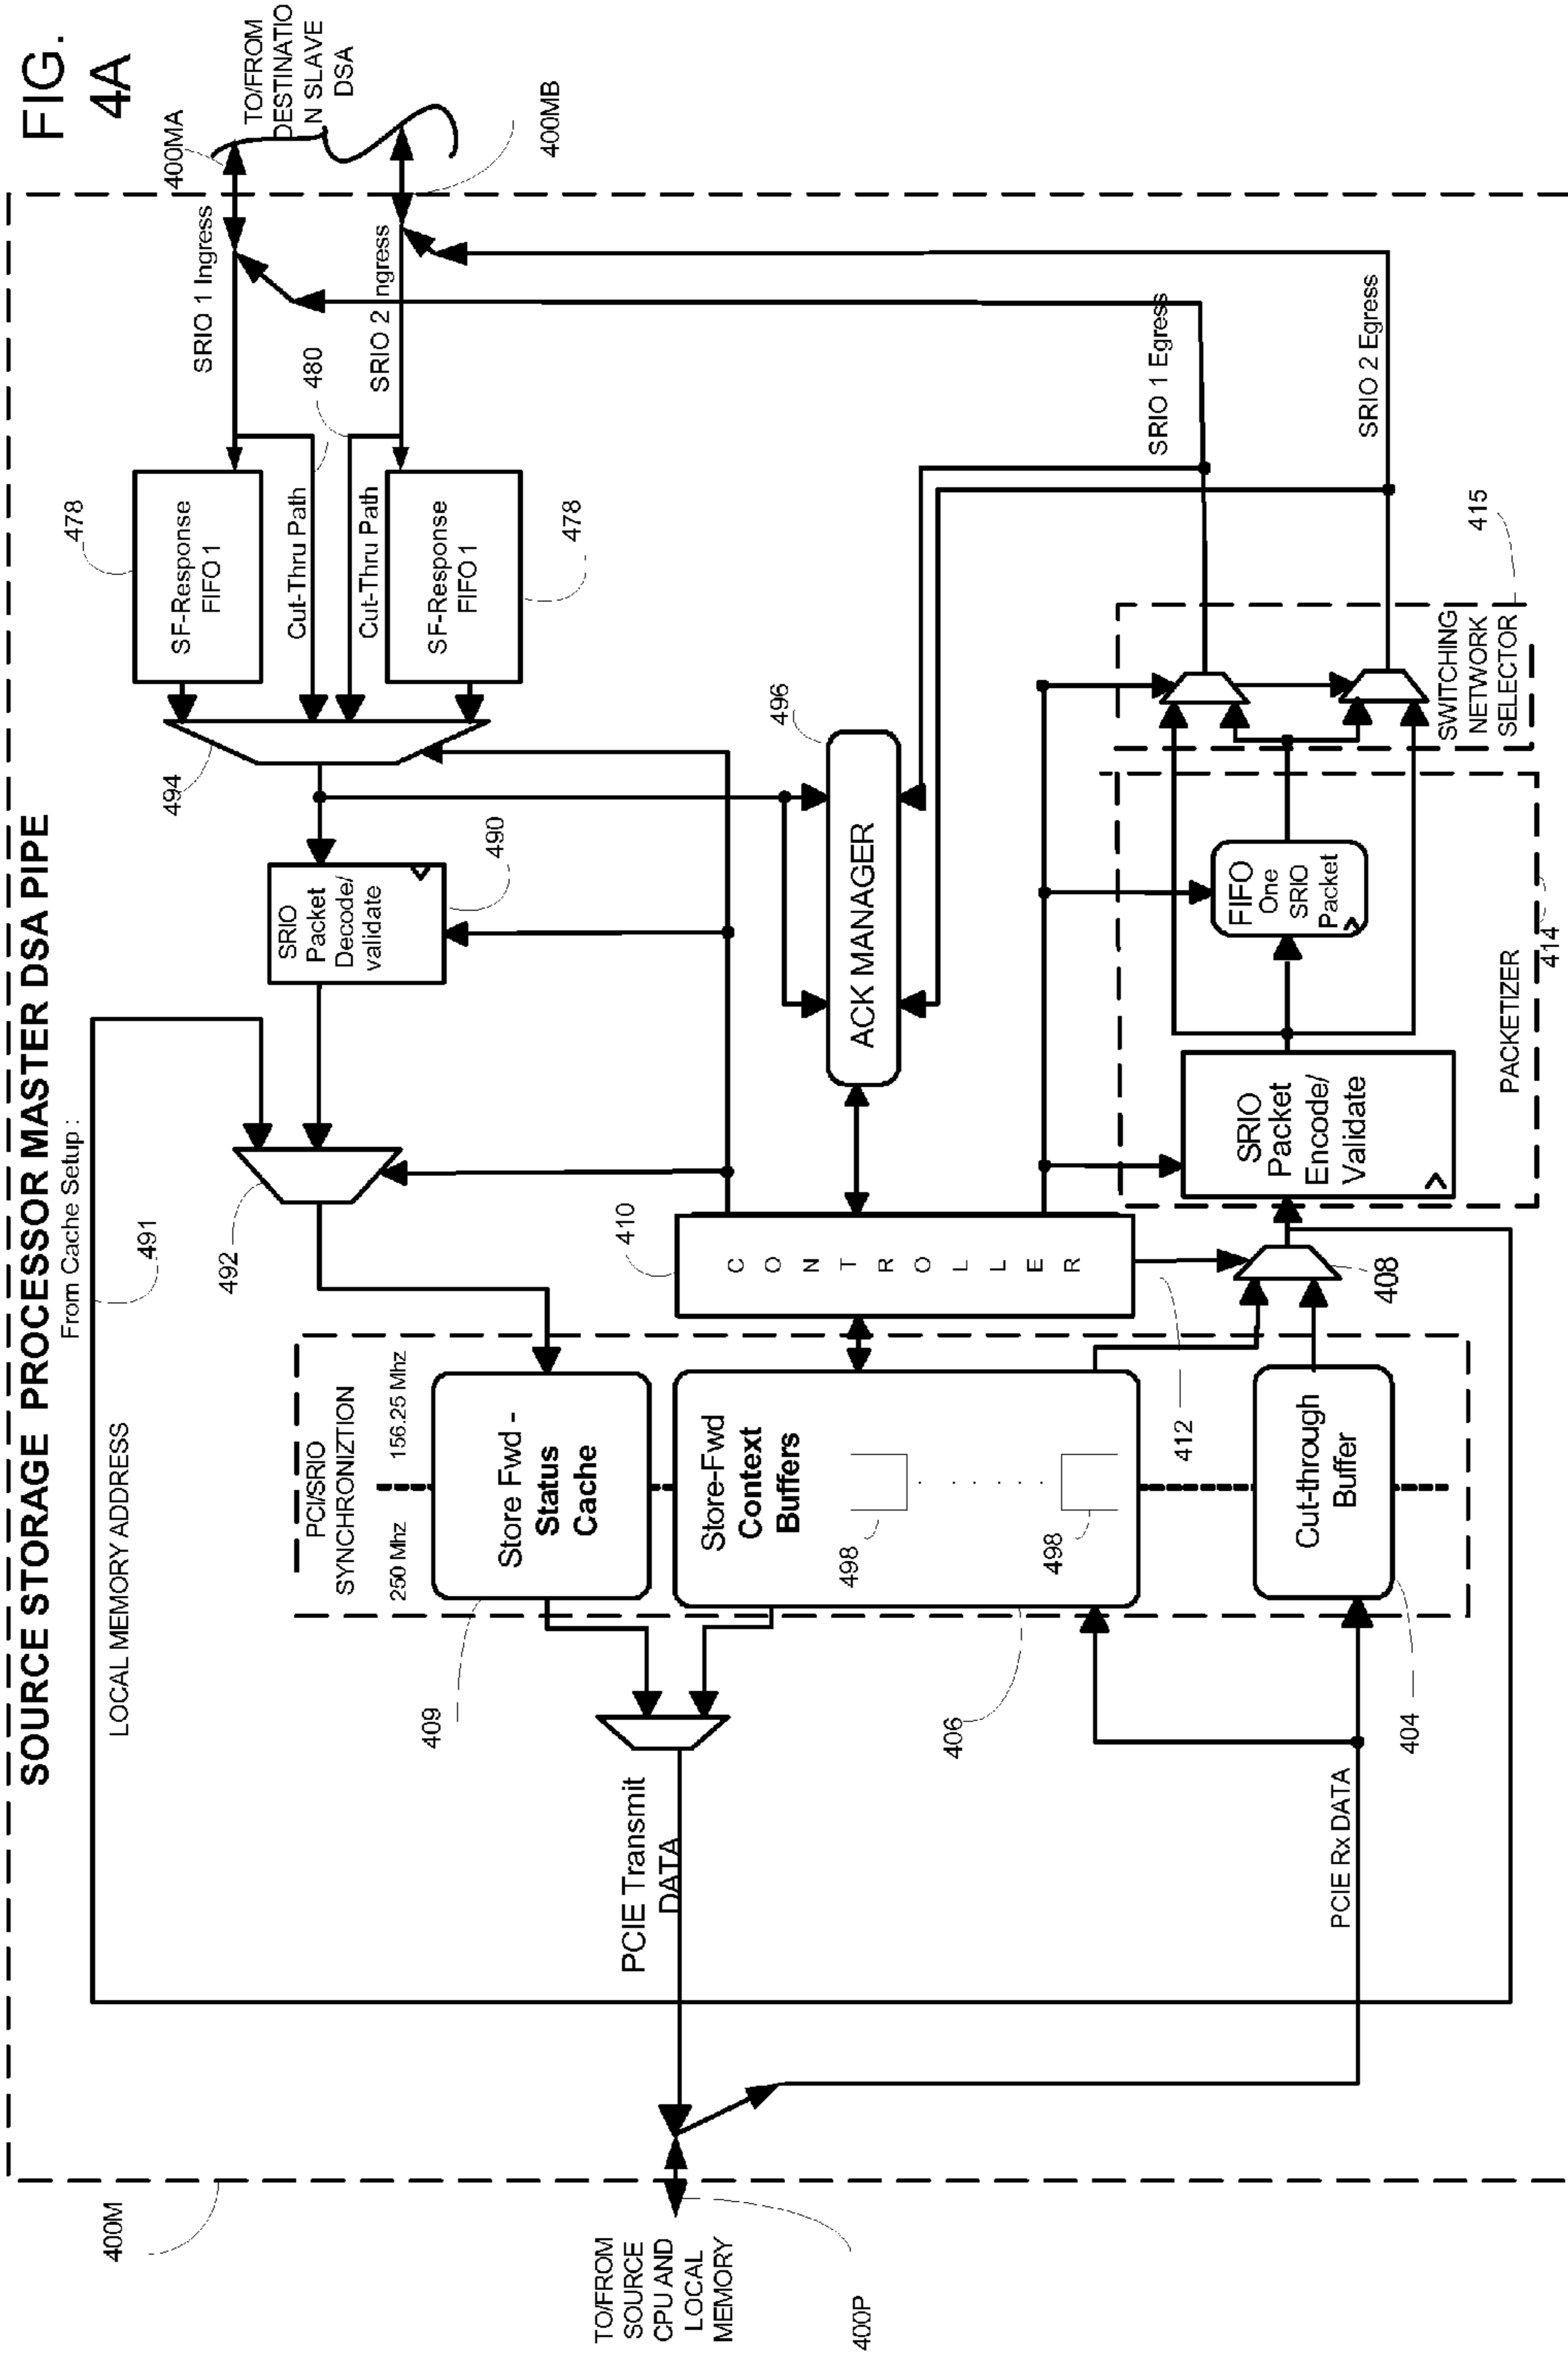 FIG.
4A
SOURCE STORAGE PROCESSOR MASTER DSA PIPE
From Cache Setup :
491
LOCAL MEMORY ADDRESS
400M
400MA
TO/FROM
DESTINATIO
N SLAVE
DSA
400MB
SRIO 1 Ingress
SRIO 2 ngress
480
478
SF-Response
FIFO 1
Cut-Thru Path
Cut-Thru Path
SF-Response
FIFO 1
478
494
SRIO
Packet
Decode/
validate
490
492
PCI/SRIO
SYNCHRONIZTION
250 Mhz
156.25 Mhz
Store Fwd -
Status
Cache
409
Store-Fwd
Context
Buffers
498
498
406
Cut-through
Buffer
404
412
410
CONTROLLER
ACK MANAGER
496
408
SRIO
Packet
Encode/
Validate
FIFO
One
SRIO
Packet
PACKETIZER
414
SWITCHING
NETWORK
SELECTOR
415
SRIO 1 Egress
SRIO 2 Egress
PCIE Transmit
DATA
PCIE Rx DATA
TO/FROM
SOURCE
CPU AND
LOCAL
MEMORY
400P